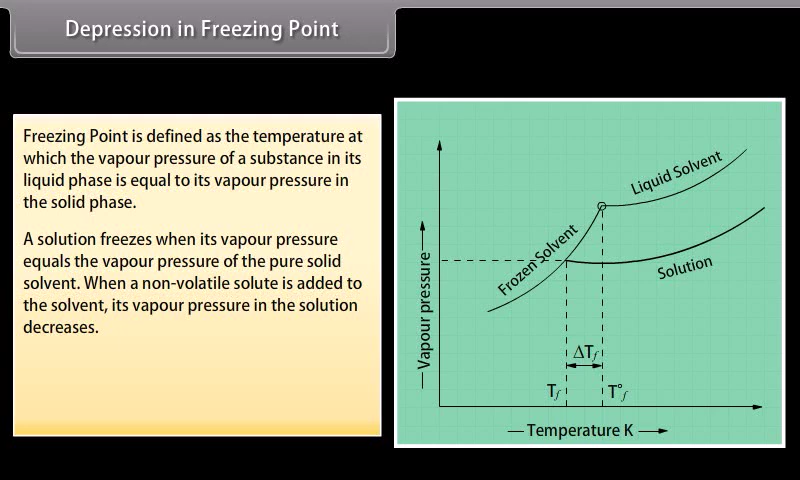 Depression in Freezing Point
Freezing Point is defined as the temperature at
which the vapour pressure of a substance in its
liquid phase is equal to its vapour pressure in
the solid phase.
A solution freezes when its vapour pressure
equals the vapour pressure of the pure solid
solvent. When a non-volatile solute is added to
the solvent, its vapour pressure in the solution
decreases.
Liquid Solvent
Frozen Solvent
Solution
Vapour pressure
ΔTf
Tf
T°f
Temperature K